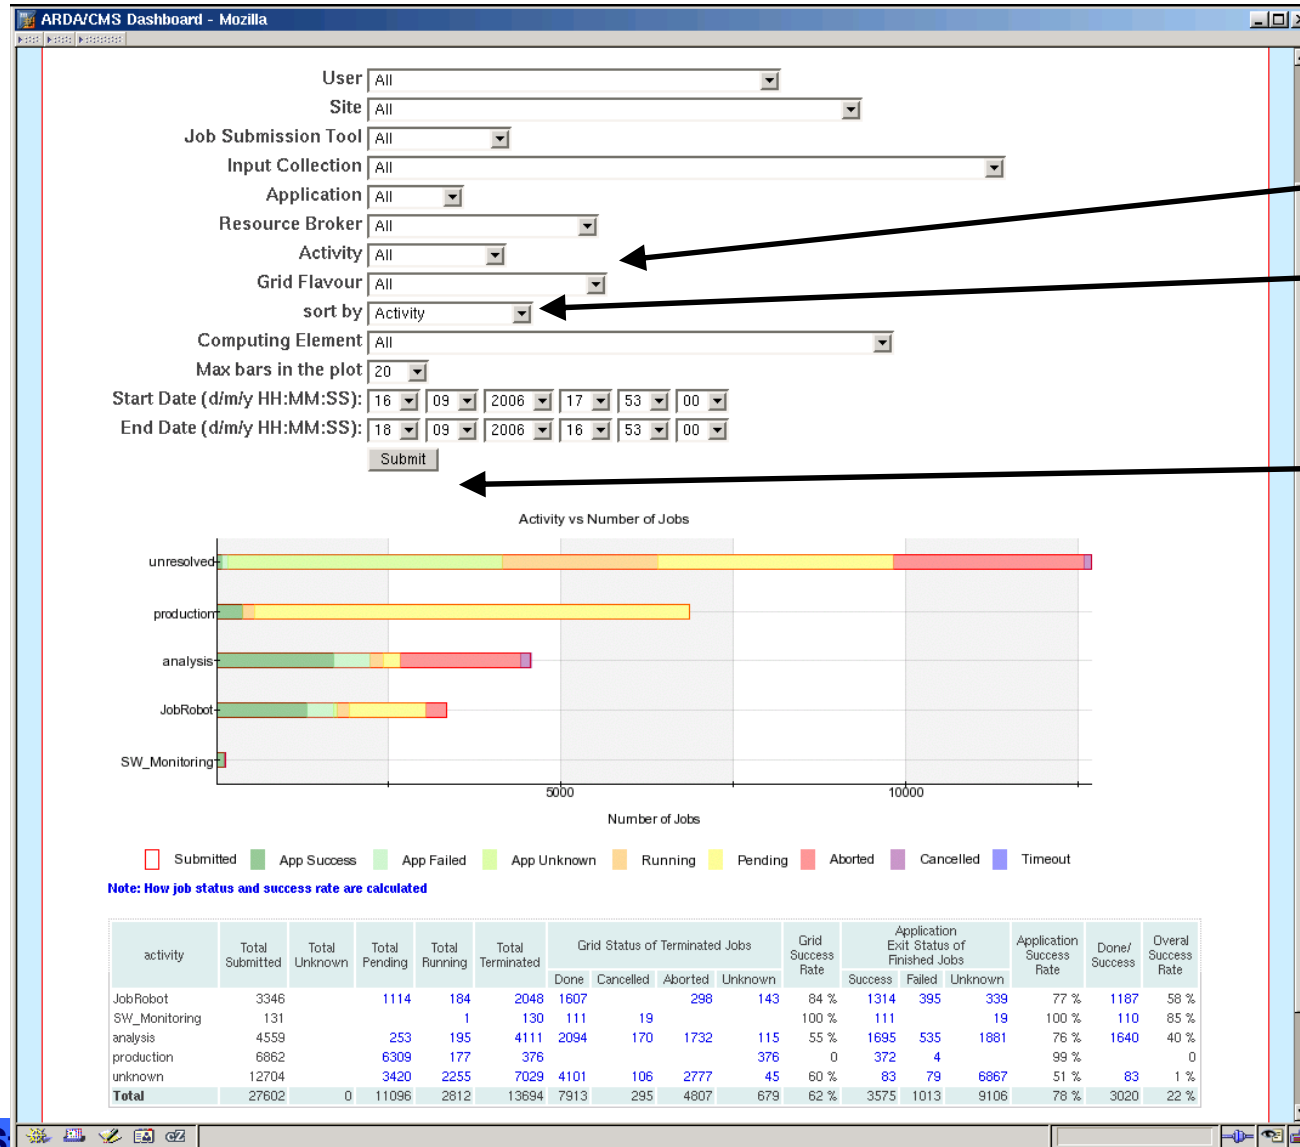 ARDA/CMS Dashboard - Mozilla
User All
Site All
Job Submission Tool All
Input Collection All
Application All
Resource Broker All
Activity All
Grid Flavour All
sort by Activity
Computing Element All
Max bars in the plot 20
Start Date (d/m/y HH:MM:SS): 16 09 2006 17 53 00
End Date (d/m/y HH:MM:SS): 18 09 2006 16 53 00
Submit
Activity vs Number of Jobs
unresolved
production
analysis
JobRobot
SW_Monitoring
5000 10000
Number of Jobs
Submitted App Success App Failed App Unknown Running Pending Aborted Cancelled Timeout
Note: How job status and success rate are calculated
activity Total Submitted Total Unknown Total Pending Total Running Total Terminated Grid Status of Terminated Jobs Grid Success Rate Application Exit Status of Finished Jobs Application Success Rate Done/ Success Overal Success Rate
Done Cancelled Aborted Unknown Success Failed Unknown
JobRobot 3346 1114 184 2048 1607 298 143 84 % 1314 395 339 77 % 1187 58 %
SW_Monitoring 131 1 130 111 19 100 % 111 19 100 % 110 85 %
analysis 4559 253 195 4111 2094 170 1732 115 55 % 1695 535 1881 76 % 1640 40 %
production 6862 6309 177 376 376 0 372 4 99 % 0
unknown 12704 3420 2255 7029 4101 106 2777 45 60 % 83 79 6867 51 % 83 1 %
Total 27602 0 11096 2812 13694 7913 295 4807 679 62 % 3575 1013 9106 78 % 3020 22 %